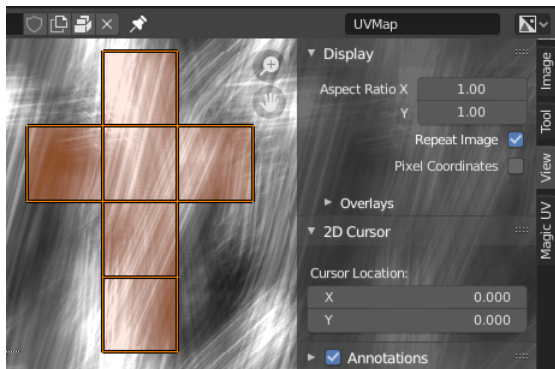 UVMap
Display
Aspect Ratio X 1.00
Y 1.00
Repeat Image
Pixel Coordinates
Overlays
2D Cursor
Cursor Location:
X 0.000
Y 0.000
Annotations
Image
Tool
View
Magic UV